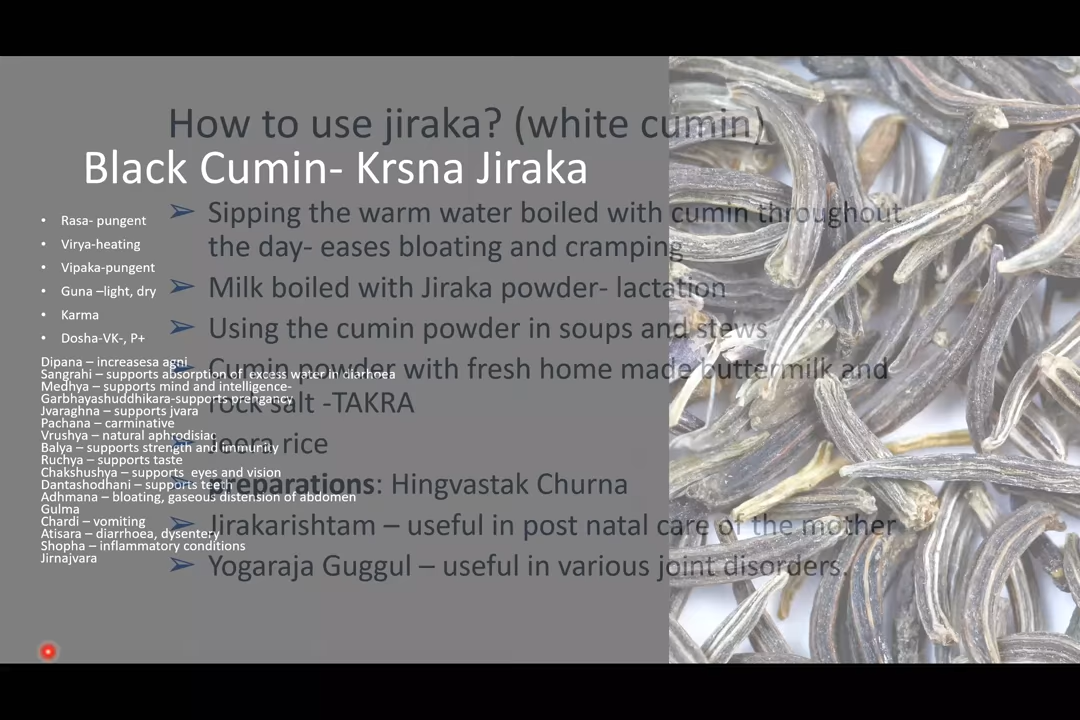 How to use jiraka? (white cumin)
➢ Sipping the warm water boiled with cumin throughout
the day- eases bloating and cramping
➢ Milk boiled with Jiraka powder- lactation
➢ Using the cumin powder in soups and stews
➢ Cumin powder with fresh home made buttermilk and
rock salt -TAKRA
➢ Jeera rice
➢ Preparations: Hingvastak Churna
➢ Jirakarishtam – useful in post natal care of the mother
➢ Yogaraja Guggul – useful in various joint disorders.
Black Cumin- Krsna Jiraka
• Rasa- pungent
• Virya-heating
• Vipaka-pungent
• Guna –light, dry
• Karma
• Dosha-VK-, P+
Dipana – increasesa agni
Sangrahi – supports absorption of excess water in diarhoea
Medhya – supports mind and intelligence-
Garbhayashuddhikara-supports prengancy
Jvaraghna – supports jvara
Pachana – carminative
Vrushya – natural aphrodisiac
Balya – supports strength and immunity
Ruchya – supports taste
Chakshushya – supports eyes and vision
Dantashodhani – supports teeth
Adhmana – bloating, gaseous distension of abdomen
Gulma
Chardi – vomiting
Atisara – diarrhoea, dysentery
Shopha – inflammatory conditions
Jirnajvara